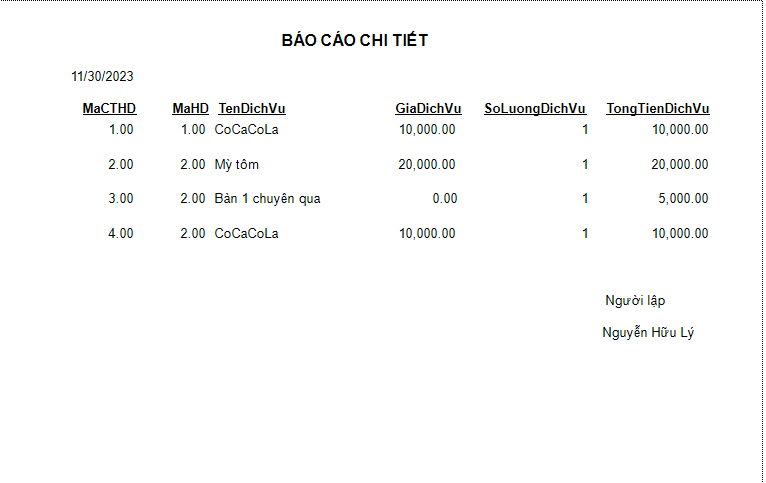 BÁO CÁO CHI TIẾT
11/30/2023
MaCTHD MaHD TenDichVu GiaDichVu SoLuongDichVu TongTienDichVu
1.00 1.00 CoCaCoLa 10,000.00 1 10,000.00
2.00 2.00 Mỳ tôm 20,000.00 1 20,000.00
3.00 2.00 Bàn 1 chuyên qua 0.00 1 5,000.00
4.00 2.00 CoCaCoLa 10,000.00 1 10,000.00
Người lập
Nguyễn Hữu Lý